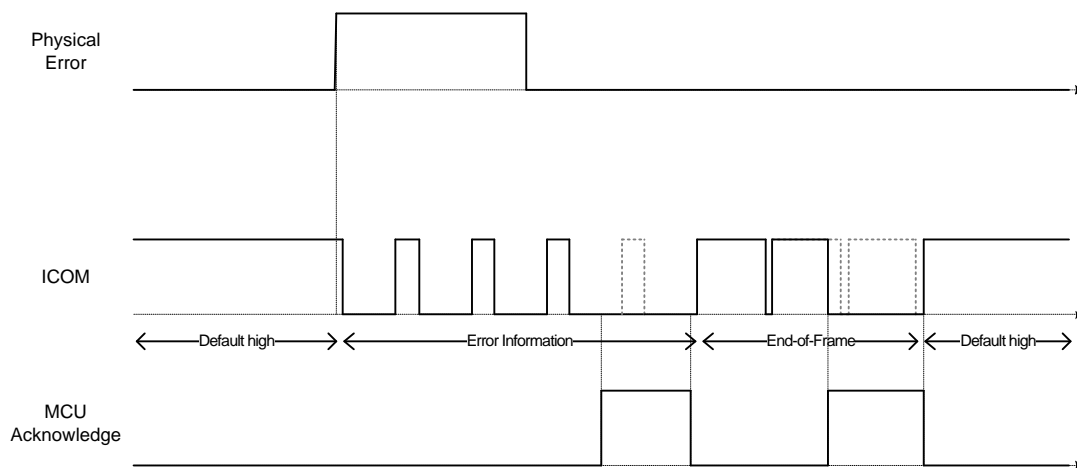 Physical
Error
ICOM
Default high
Error Information
End-of-Frame
Default high
MCU
Acknowledge